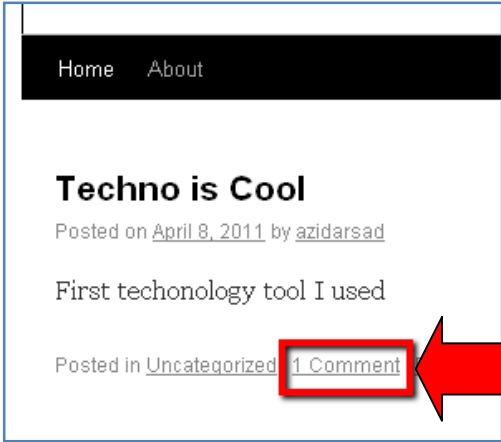 Home About
Techno is Cool
Posted on April 8, 2011 by azidarsad
First techonology tool I used
Posted in Uncategorized 1 Comment